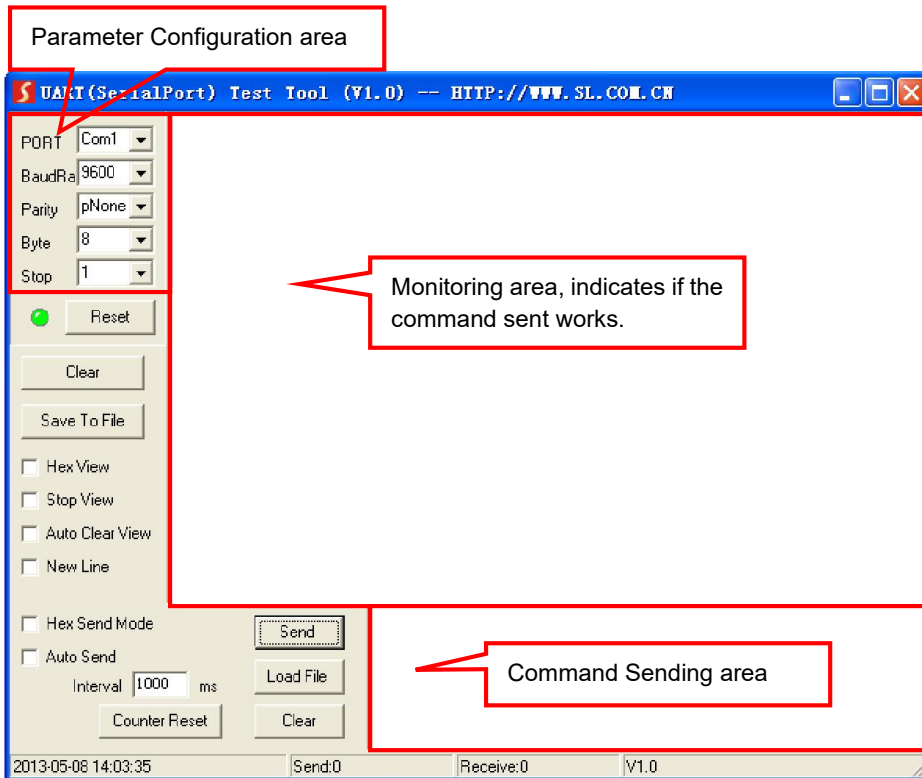 Parameter Configuration area
UART(SerialPort) Test Tool (V1.0) -- HTTP://WWW.SL.COM.CN
PORT Com1
BaudRa 9600
Parity pNone
Byte 8
Stop 1
Reset
Monitoring area, indicates if the
command sent works.
Clear
Save To File
Hex View
Stop View
Auto Clear View
New Line
Hex Send Mode
Send
Auto Send
Load File
Interval 1000 ms
Counter Reset
Clear
Command Sending area
2013-05-08 14:03:35 Send:0 Receive:0 V1.0